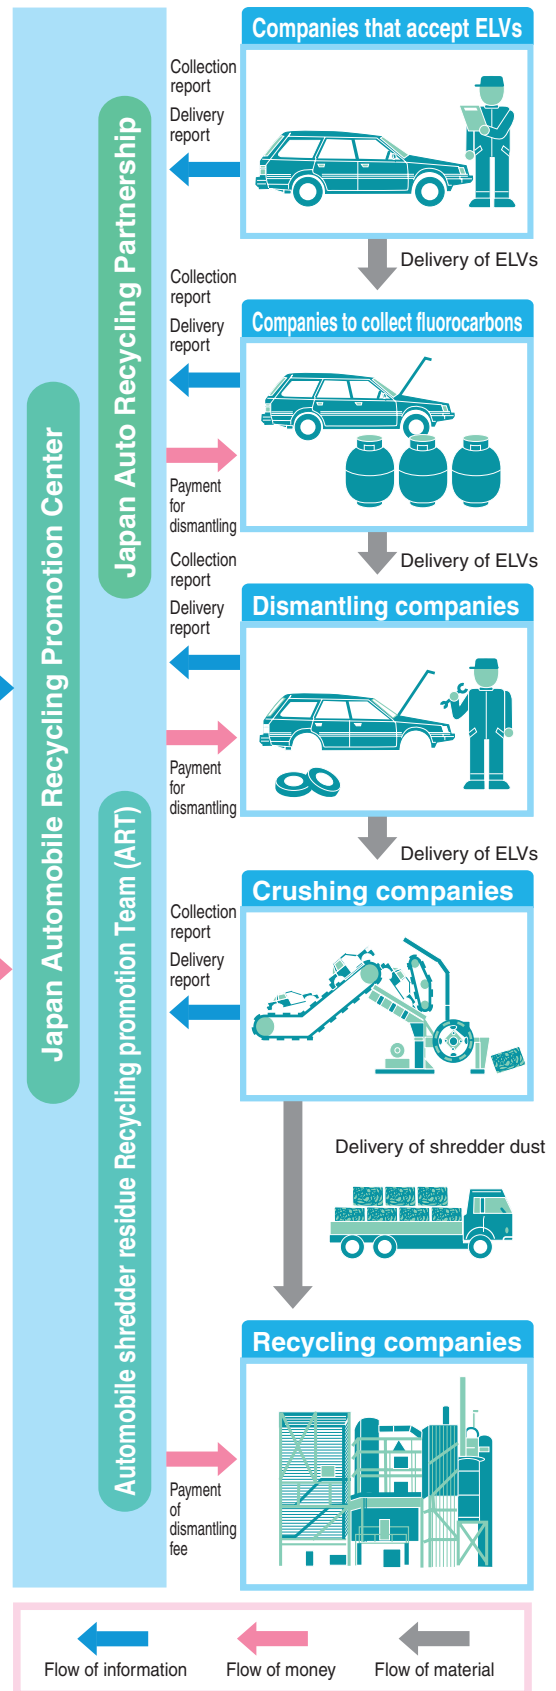 Companies that accept ELVs
Collection
report
Delivery
report
Delivery of ELVs
Japan Auto Recycling Partnership
Japan Automobile Recycling Promotion Center
Automobile shredder residue Recycling promotion Team (ART)
Companies to collect fluorocarbons
Collection
report
Delivery
report
Payment
for
dismantling
Delivery of ELVs
Dismantling companies
Collection
report
Delivery
report
Payment
for
dismantling
Delivery of ELVs
Crushing companies
Collection
report
Delivery
report
Delivery of shredder dust
Recycling companies
Payment
of
dismantling
fee
Flow of information
Flow of money
Flow of material